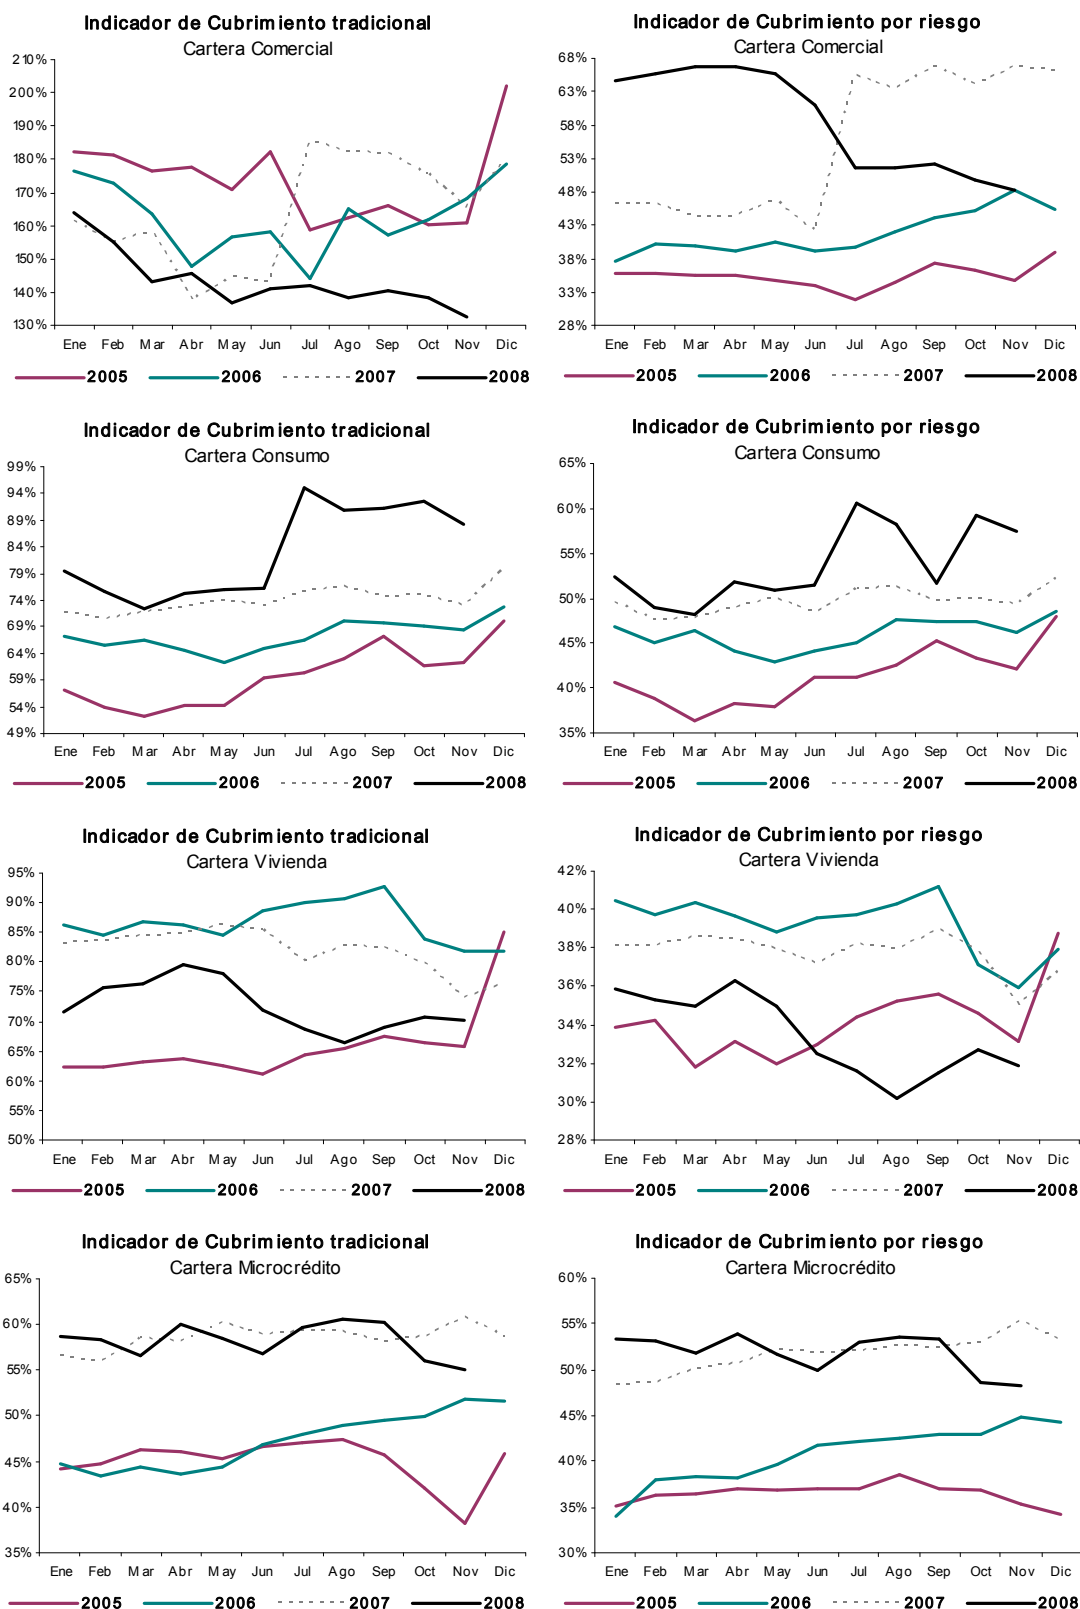 Indicador de Cubrimiento tradicional
Cartera Comercial
210%
200%
190%
180%
170%
160%
150%
140%
130%
Ene Feb Mar Abr May Jun Jul Ago Sep Oct Nov Dic
2005 2006 2007 2008
Indicador de Cubrimiento por riesgo
Cartera Comercial
68%
63%
58%
53%
48%
43%
38%
33%
28%
Ene Feb Mar Abr May Jun Jul Ago Sep Oct Nov Dic
2005 2006 2007 2008
Indicador de Cubrimiento tradicional
Cartera Consumo
99%
94%
89%
84%
79%
74%
69%
64%
59%
54%
49%
Ene Feb Mar Abr May Jun Jul Ago Sep Oct Nov Dic
2005 2006 2007 2008
Indicador de Cubrimiento por riesgo
Cartera Consumo
65%
60%
55%
50%
45%
40%
35%
Ene Feb Mar Abr May Jun Jul Ago Sep Oct Nov Dic
2005 2006 2007 2008
Indicador de Cubrimiento tradicional
Cartera Vivienda
95%
90%
85%
80%
75%
70%
65%
60%
55%
50%
Ene Feb Mar Abr May Jun Jul Ago Sep Oct Nov Dic
2005 2006 2007 2008
Indicador de Cubrimiento por riesgo
Cartera Vivienda
42%
40%
38%
36%
34%
32%
30%
28%
Ene Feb Mar Abr May Jun Jul Ago Sep Oct Nov Dic
2005 2006 2007 2008
Indicador de Cubrimiento tradicional
Cartera Microcrédito
65%
60%
55%
50%
45%
40%
35%
Ene Feb Mar Abr May Jun Jul Ago Sep Oct Nov Dic
2005 2006 2007 2008
Indicador de Cubrimiento por riesgo
Cartera Microcrédito
60%
55%
50%
45%
40%
35%
30%
Ene Feb Mar Abr May Jun Jul Ago Sep Oct Nov Dic
2005 2006 2007 2008